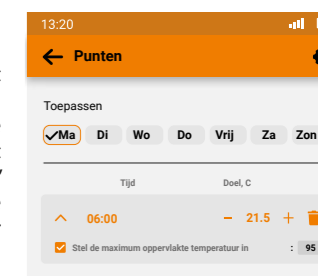 13:20
Punten
Toepassen
Ma Di Wo Do Vrij Za Zon
Tijd Doel, C
06:00 − 21.5 +
Stel de maximum oppervlakte temperatuur in : 95